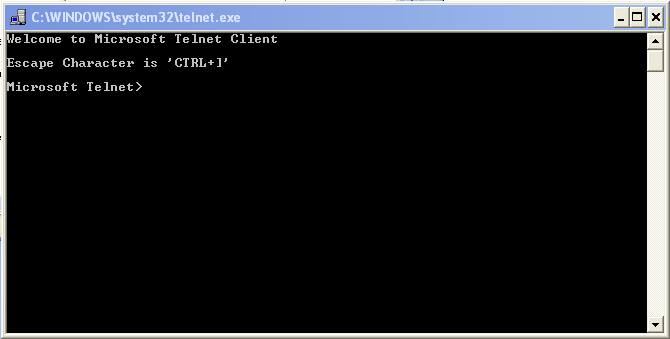 C:\WINDOWS\system32\telnet.exe
Welcome to Microsoft Telnet Client
Escape Character is 'CTRL+]'
Microsoft Telnet>